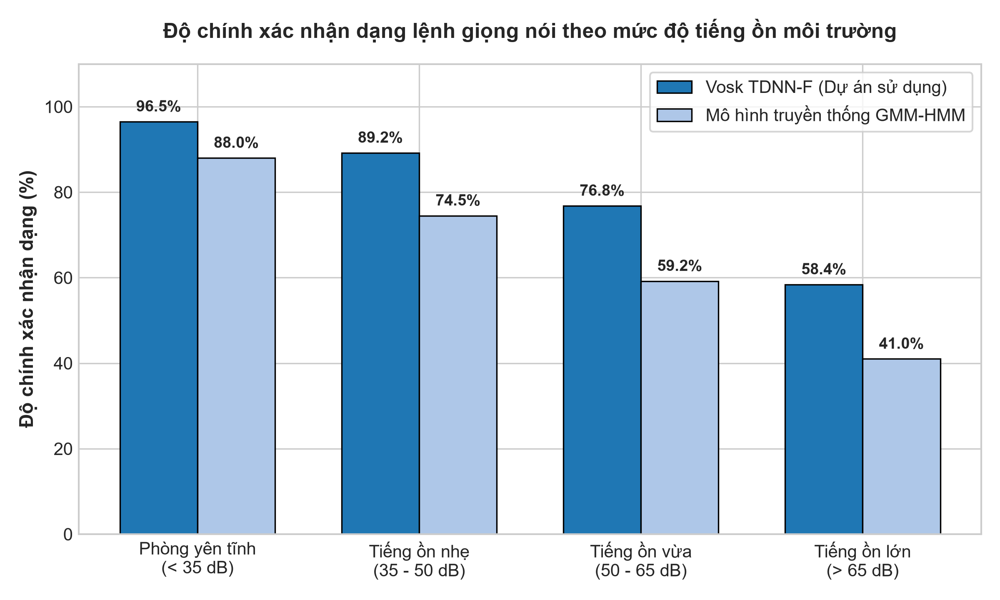 Độ chính xác nhận dạng lệnh giọng nói theo mức độ tiếng ồn môi trường
Vosk TDNN-F (Dự án sử dụng)
Mô hình truyền thống GMM-HMM
Độ chính xác nhận dạng (%)
100
80
60
40
20
0
96.5%
88.0%
89.2%
74.5%
76.8%
59.2%
58.4%
41.0%
Phòng yên tĩnh
(< 35 dB)
Tiếng ồn nhẹ
(35 - 50 dB)
Tiếng ồn vừa
(50 - 65 dB)
Tiếng ồn lớn
(> 65 dB)